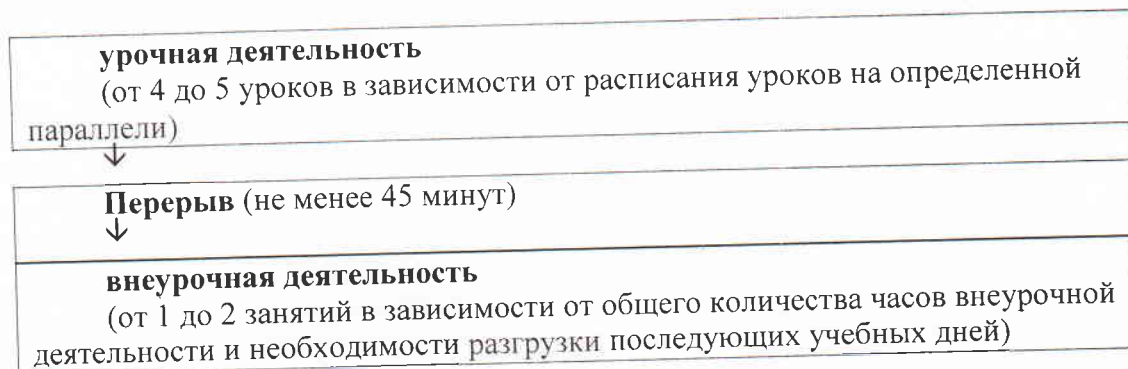 урочная деятельность
(от 4 до 5 уроков в зависимости от расписания уроков на определенной
параллели)
↓
Перерыв (не менее 45 минут)
↓
внеурочная деятельность
(от 1 до 2 занятий в зависимости от общего количества часов внеурочной
деятельности и необходимости разгрузки последующих учебных дней)